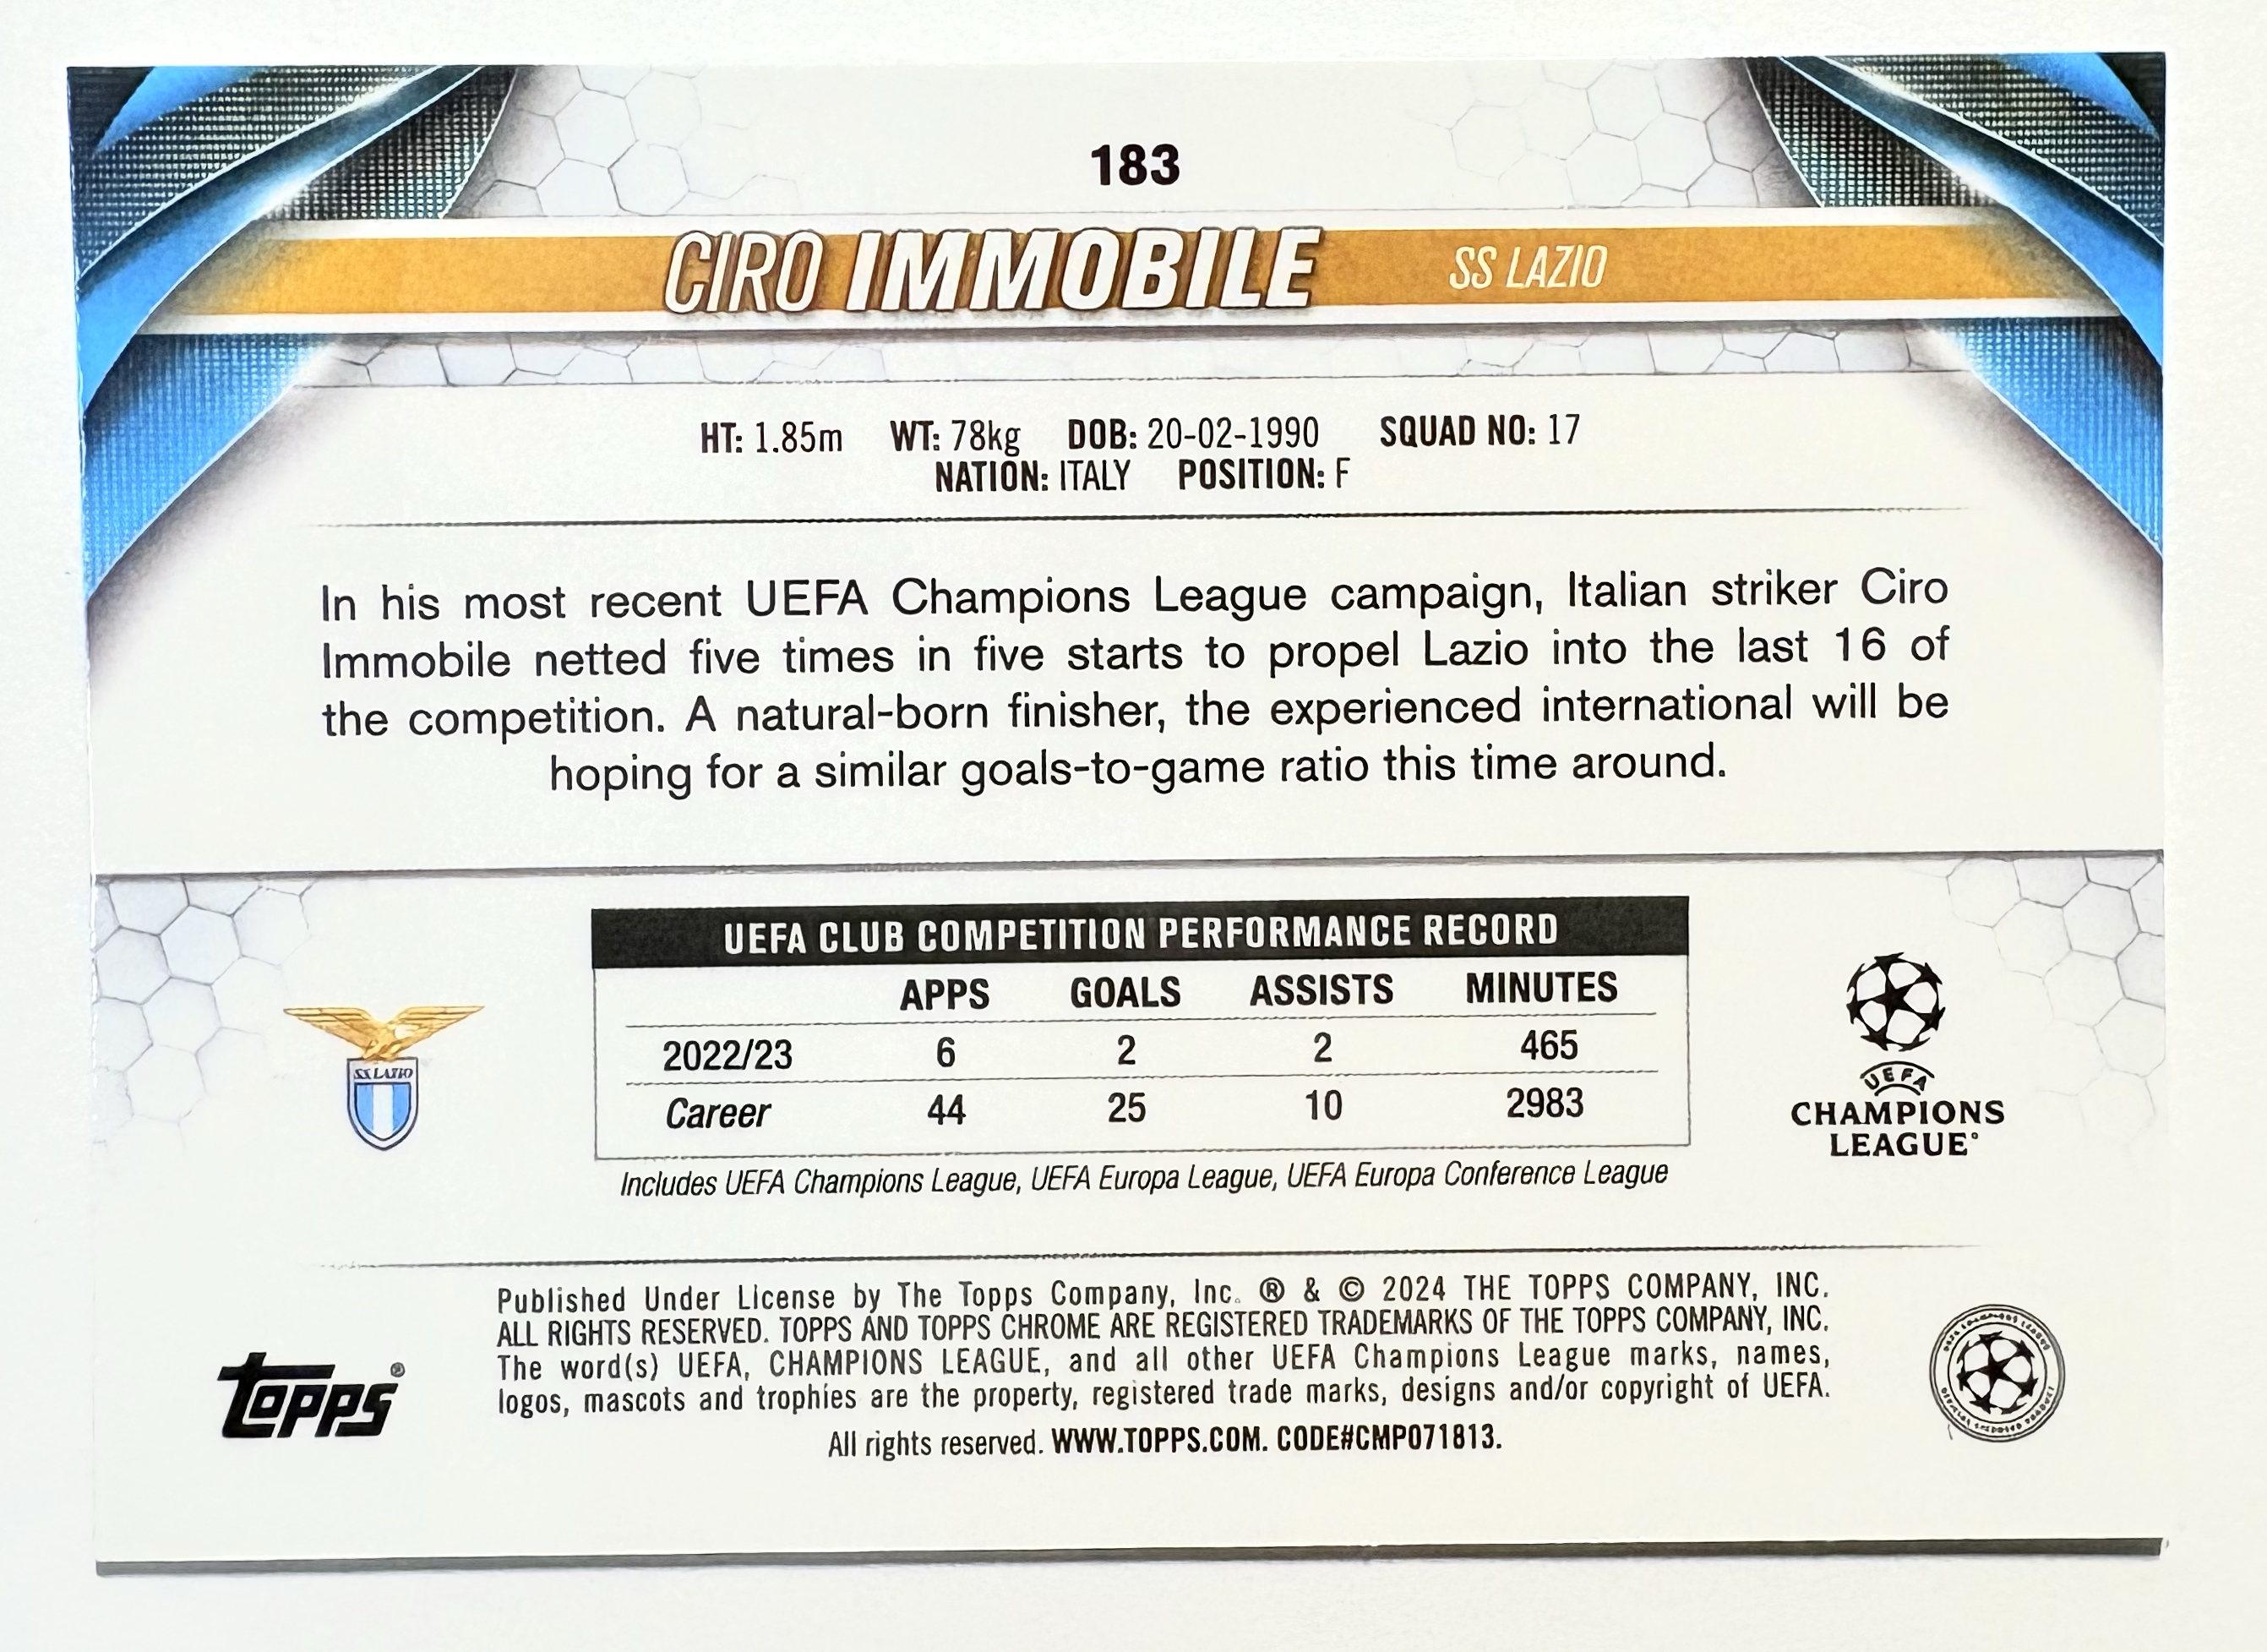 183
CIRO IMMOBILE SS LAZIO
HT: 1.85m WT: 78kg DOB: 20-02-1990 SQUAD NO: 17
NATION: ITALY POSITION: F
In his most recent UEFA Champions League campaign, Italian striker Ciro
Immobile netted five times in five starts to propel Lazio into the last 16 of
the competition. A natural-born finisher, the experienced international will be
hoping for a similar goals-to-game ratio this time around.
UEFA CLUB COMPETITION PERFORMANCE RECORD
APPS GOALS ASSISTS MINUTES
2022/23 6 2 2 465
Career 44 25 10 2983
Includes UEFA Champions League, UEFA Europa League, UEFA Europa Conference League
SS LAZIO
UEFA
CHAMPIONS
LEAGUE®
Published Under License by The Topps Company, Inc. ® & © 2024 THE TOPPS COMPANY, INC.
ALL RIGHTS RESERVED. TOPPS AND TOPPS CHROME ARE REGISTERED TRADEMARKS OF THE TOPPS COMPANY, INC.
The word(s) UEFA, CHAMPIONS LEAGUE, and all other UEFA Champions League marks, names,
logos, mascots and trophies are the property, registered trade marks, designs and/or copyright of UEFA.
All rights reserved. WWW.TOPPS.COM. CODE#CMP071813.
Topps®